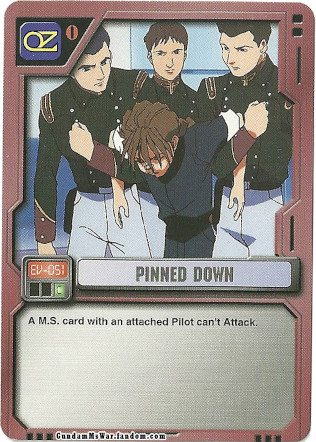 OZ 0
EV-051
PINNED DOWN
C
A M.S. card with an attached Pilot can't Attack.
GundamMsWar.fandom.com